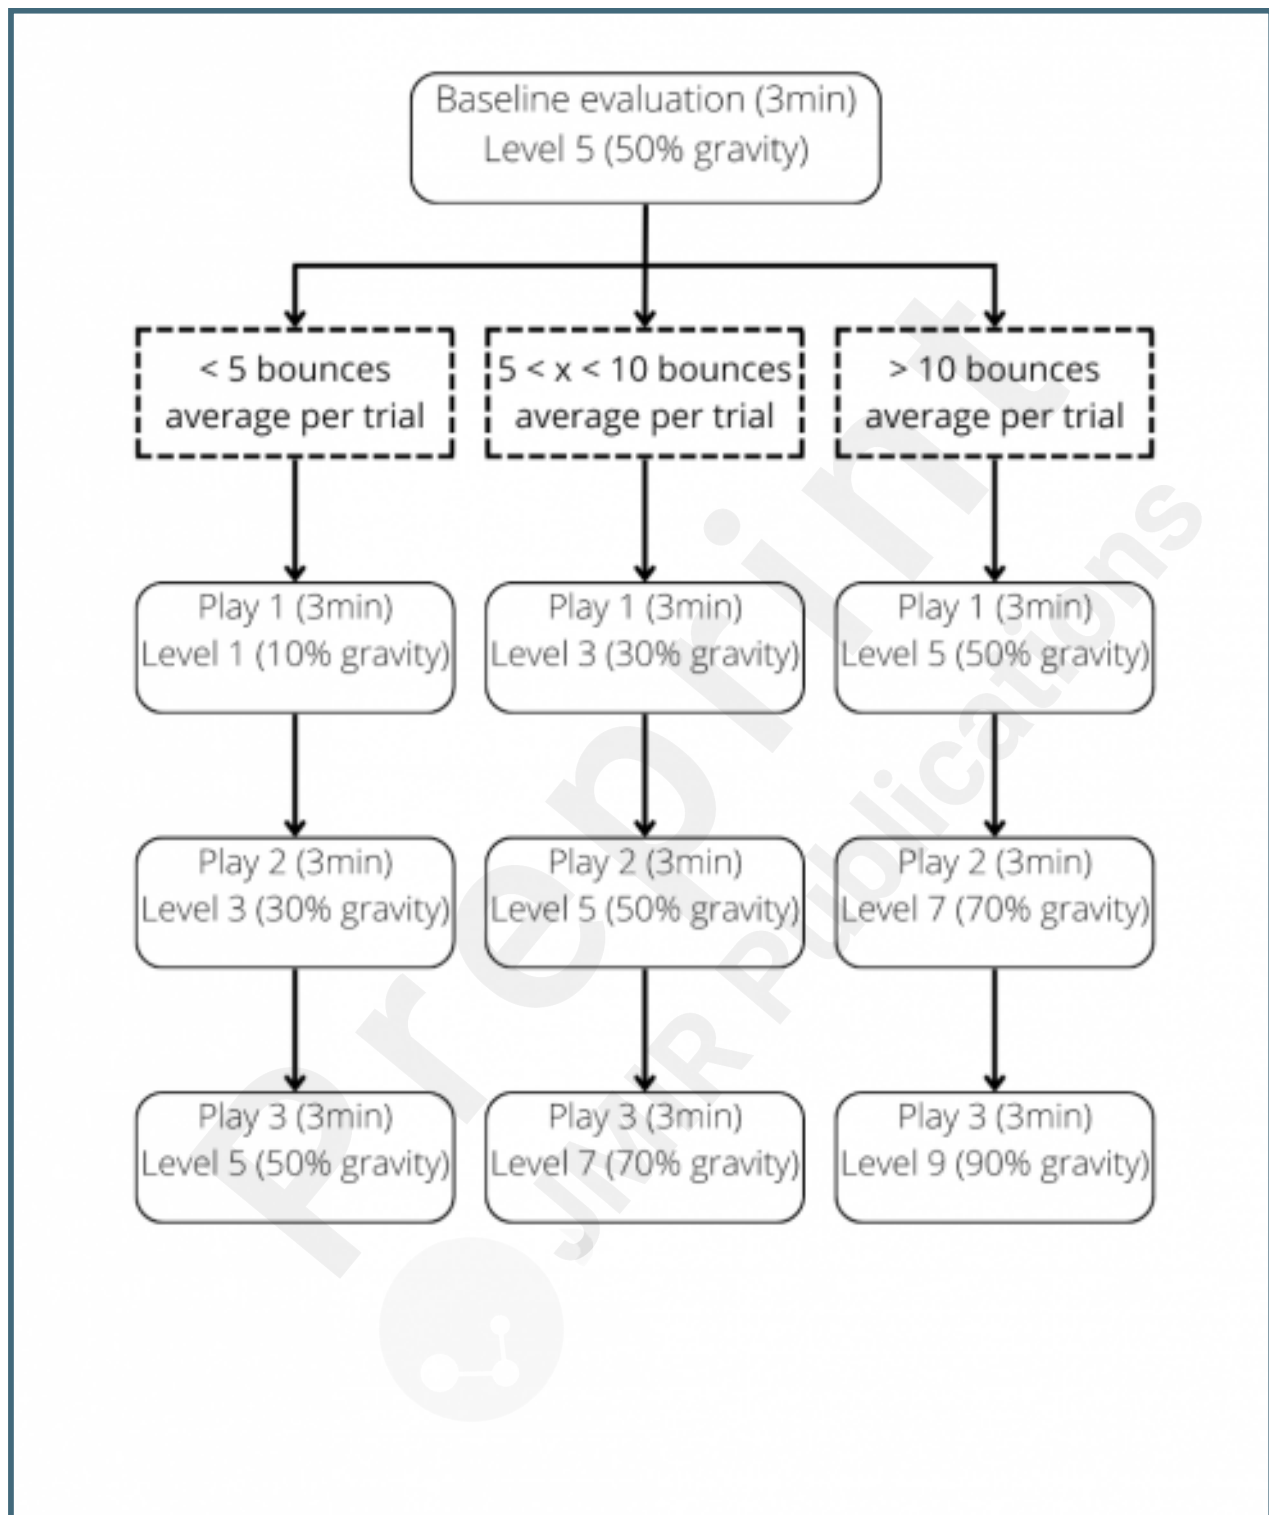 Baseline evaluation (3min)
Level 5 (50% gravity)
< 5 bounces
average per trial
5 < x < 10 bounces
average per trial
> 10 bounces
average per trial
Play 1 (3min)
Level 1 (10% gravity)
Play 1 (3min)
Level 3 (30% gravity)
Play 1 (3min)
Level 5 (50% gravity)
Play 2 (3min)
Level 3 (30% gravity)
Play 2 (3min)
Level 5 (50% gravity)
Play 2 (3min)
Level 7 (70% gravity)
Play 3 (3min)
Level 5 (50% gravity)
Play 3 (3min)
Level 7 (70% gravity)
Play 3 (3min)
Level 9 (90% gravity)
Preprint
JMIR Publications